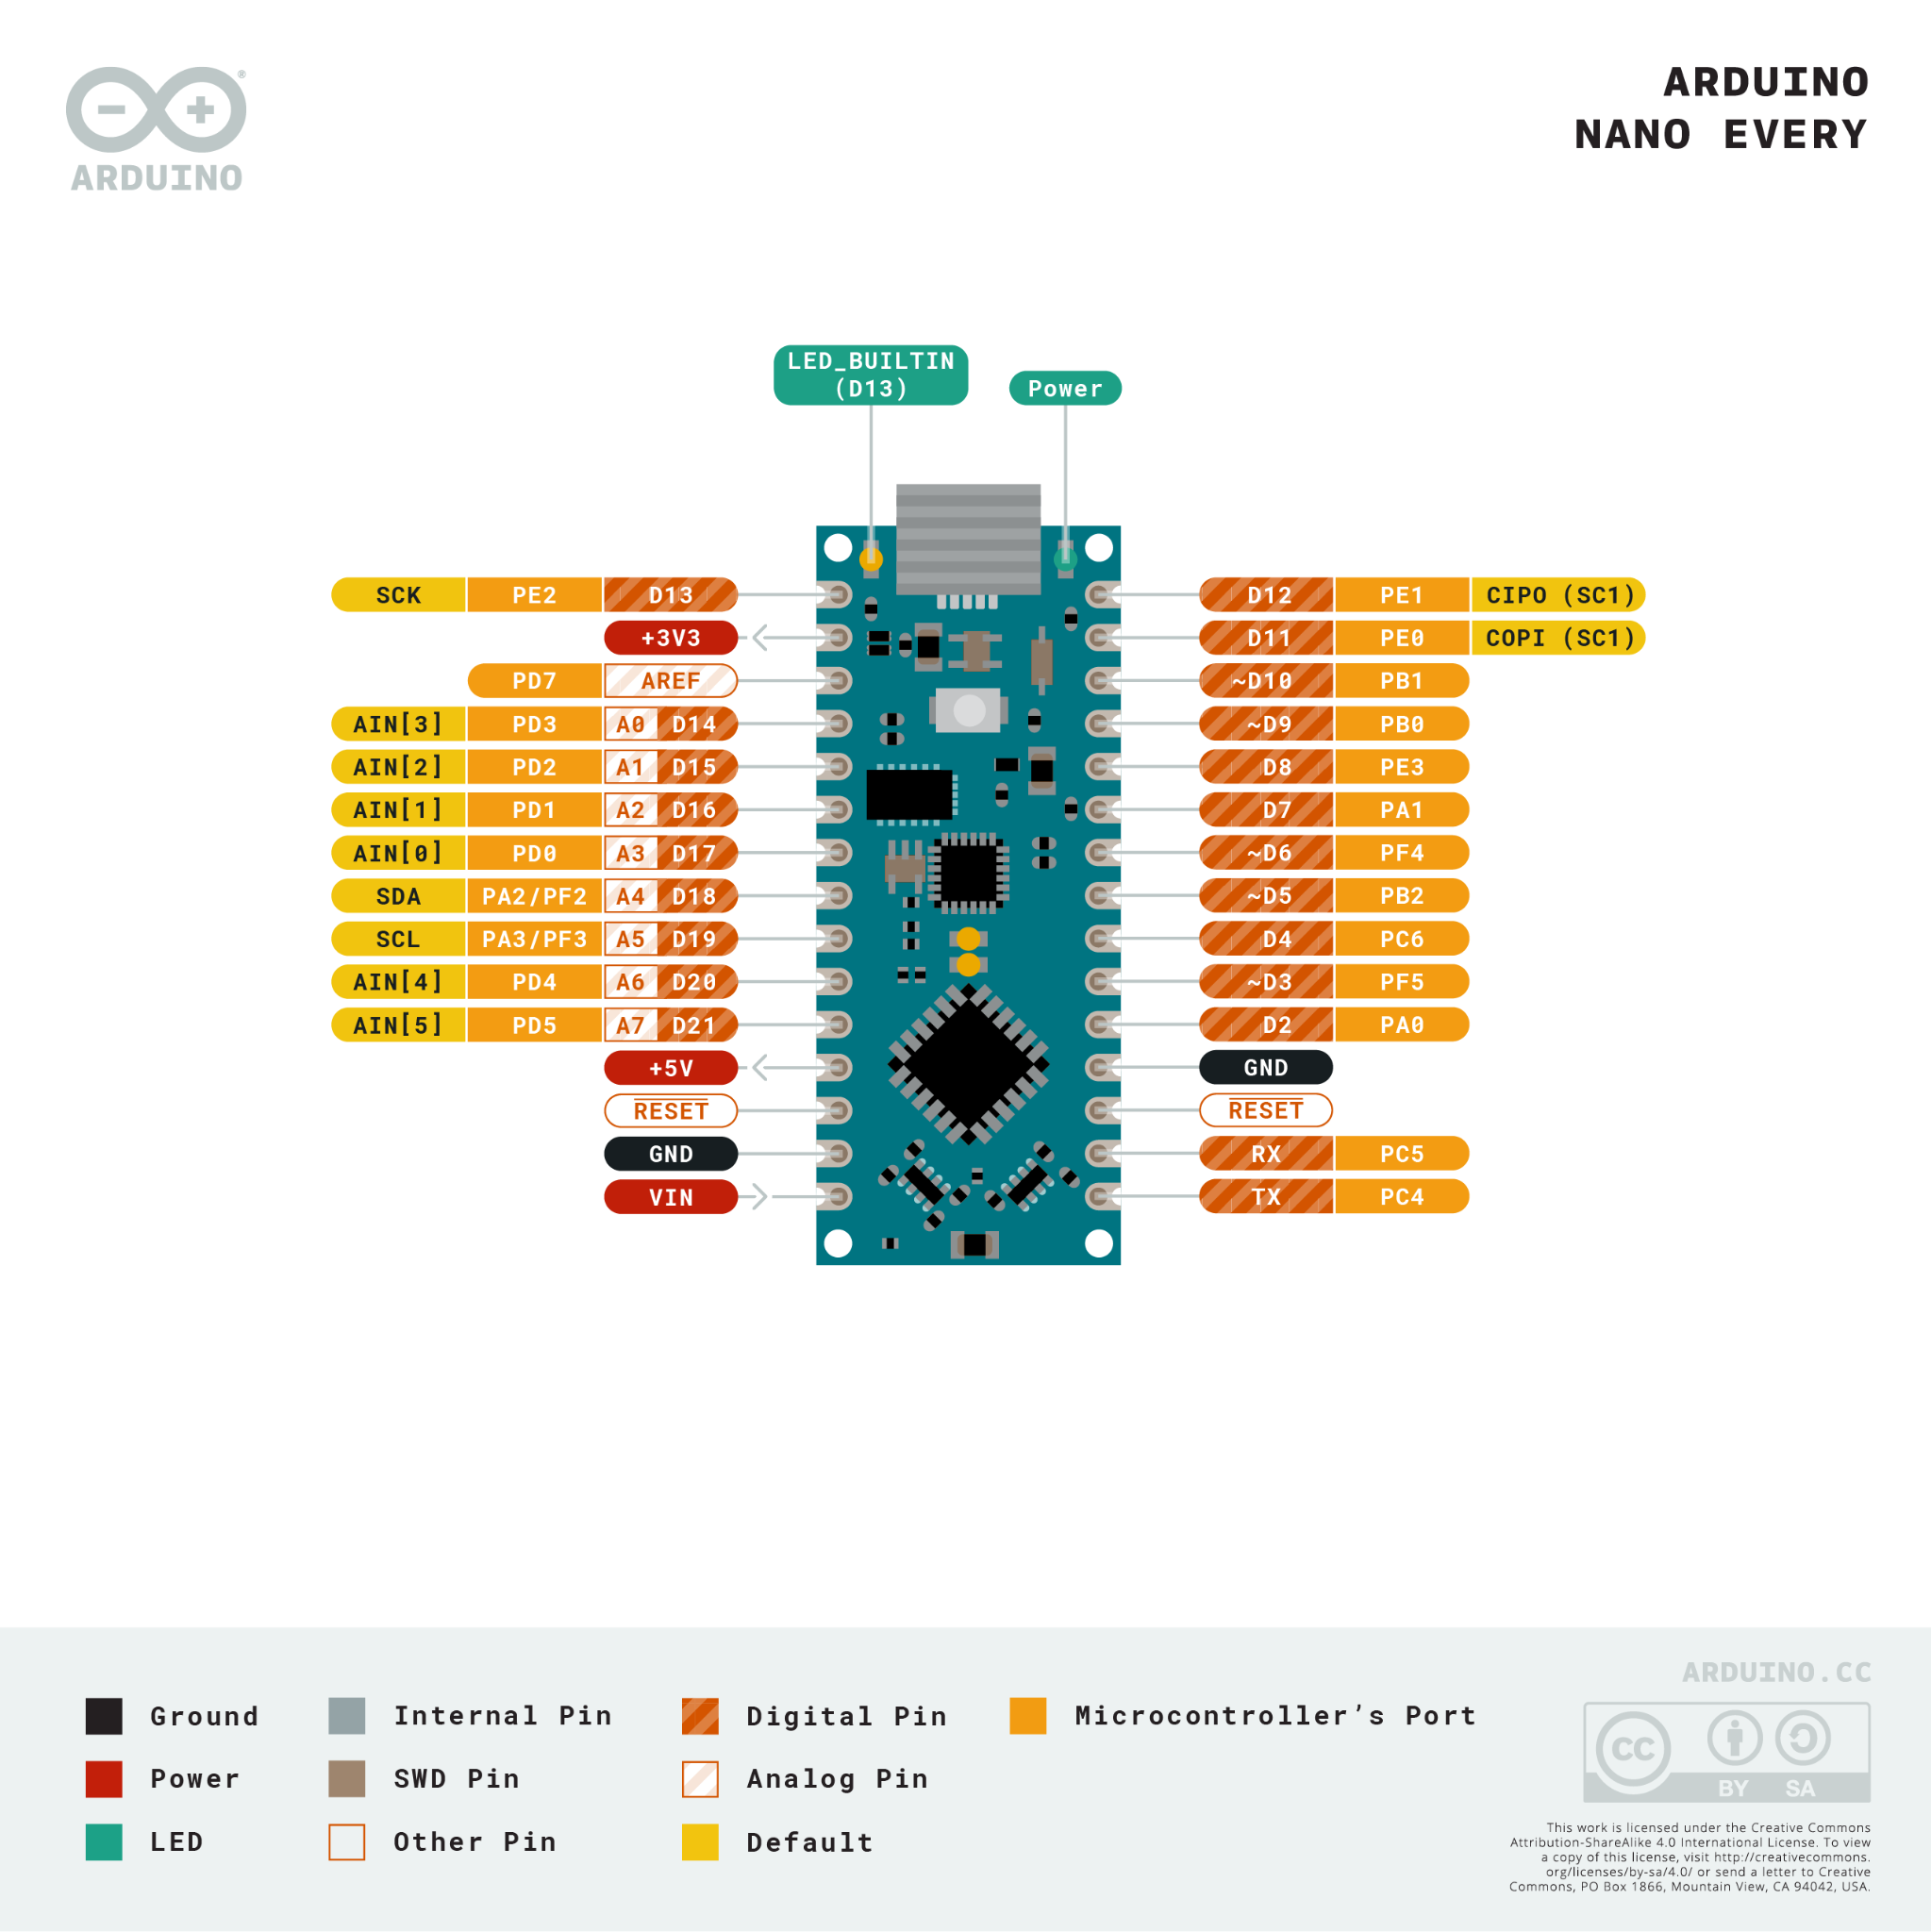 ARDUINO
NANO EVERY
®
ARDUINO
LED_BUILTIN
(D13)
Power
SCK PE2 D13
+3V3
PD7 AREF
AIN[3] PD3 A0 D14
AIN[2] PD2 A1 D15
AIN[1] PD1 A2 D16
AIN[0] PD0 A3 D17
SDA PA2/PF2 A4 D18
SCL PA3/PF3 A5 D19
AIN[4] PD4 A6 D20
AIN[5] PD5 A7 D21
+5V
RESET
GND
VIN
D12 PE1 CIPO (SC1)
D11 PE0 COPI (SC1)
~D10 PB1
~D9 PB0
D8 PE3
D7 PA1
~D6 PF4
~D5 PB2
D4 PC6
~D3 PF5
D2 PA0
GND
RESET
RX PC5
TX PC4
Ground
Power
LED
Internal Pin
SWD Pin
Other Pin
Digital Pin
Analog Pin
Default
Microcontroller’s Port
ARDUINO.CC
CC
BY SA
This work is licensed under the Creative Commons
Attribution-ShareAlike 4.0 International License. To view
a copy of this license, visit http://creativecommons.
org/licenses/by-sa/4.0/ or send a letter to Creative
Commons, PO Box 1866, Mountain View, CA 94042, USA.